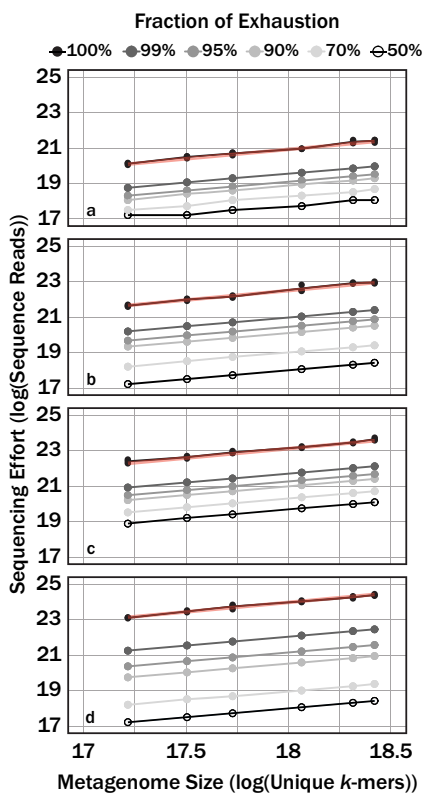 Fraction of Exhaustion
100% 99% 95% 90% 70% 50%
25
23
21
19
17
a
25
23
21
19
17
b
25
23
21
19
17
c
25
23
21
19
17
d
17 17.5 18 18.5
Sequencing Effort (log(Sequence Reads))
Metagenome Size (log(Unique k-mers))